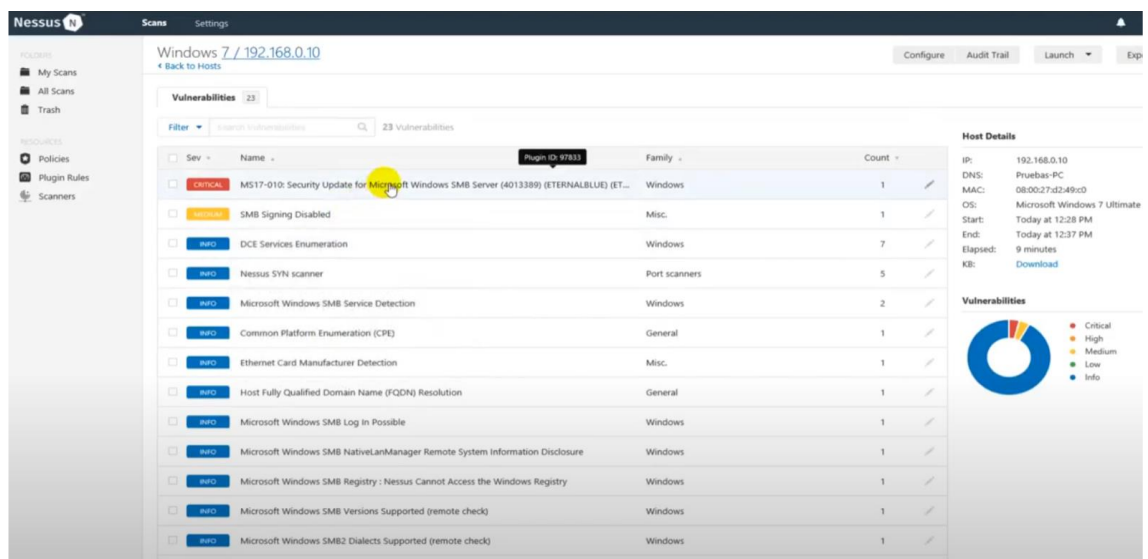 Nessus N
Scans Settings
FOLDERS
My Scans
All Scans
Trash
RESOURCES
Policies
Plugin Rules
Scanners
Windows 7 / 192.168.0.10
Back to Hosts
Configure Audit Trail Launch Exp
Vulnerabilities 23
Filter Search Vulnerabilities 23 Vulnerabilities
Sev Name Family Count
Plugin ID: 97833
CRITICAL MS17-010: Security Update for Microsoft Windows SMB Server (4013389) (ETERNALBLUE) (ET... Windows 1
MEDIUM SMB Signing Disabled Misc. 1
INFO DCE Services Enumeration Windows 7
INFO Nessus SYN scanner Port scanners 5
INFO Microsoft Windows SMB Service Detection Windows 2
INFO Common Platform Enumeration (CPE) General 1
INFO Ethernet Card Manufacturer Detection Misc. 1
INFO Host Fully Qualified Domain Name (FQDN) Resolution General 1
INFO Microsoft Windows SMB Log In Possible Windows 1
INFO Microsoft Windows SMB NativeLanManager Remote System Information Disclosure Windows 1
INFO Microsoft Windows SMB Registry : Nessus Cannot Access the Windows Registry Windows 1
INFO Microsoft Windows SMB Versions Supported (remote check) Windows 1
INFO Microsoft Windows SMB2 Dialects Supported (remote check) Windows 1
Host Details
IP: 192.168.0.10
DNS: Pruebas-PC
MAC: 08:00:27:d2:49:c0
OS: Microsoft Windows 7 Ultimate
Start: Today at 12:28 PM
End: Today at 12:37 PM
Elapsed: 9 minutes
KB: Download
Vulnerabilities
Critical
High
Medium
Low
Info